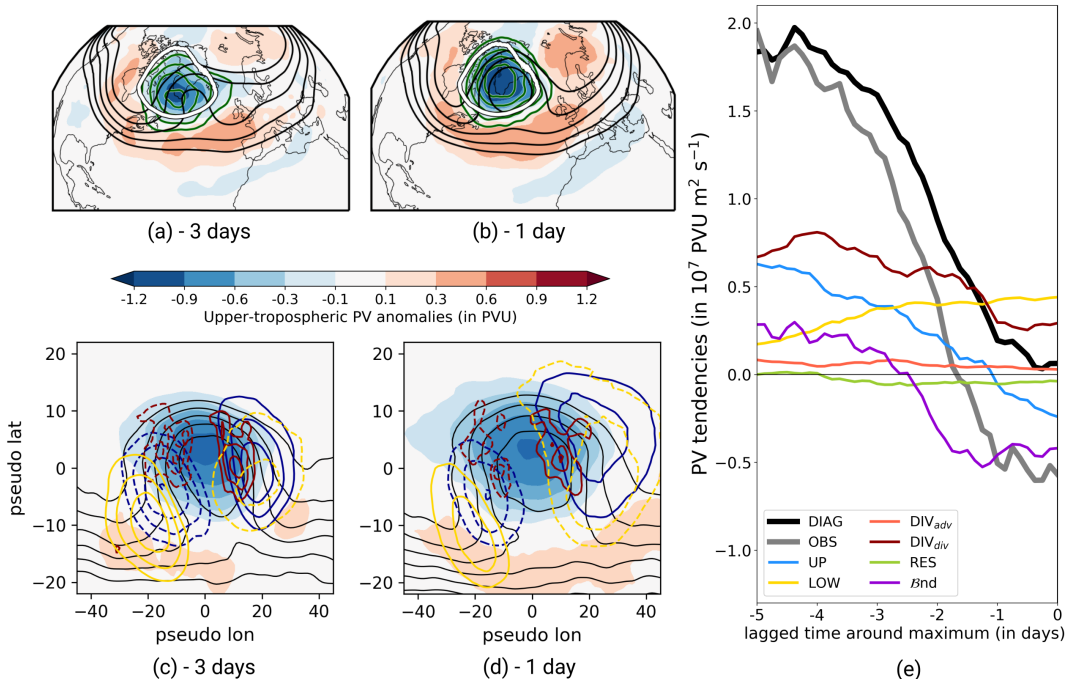 (a) - 3 days
(b) - 1 day
-1.2 -0.9 -0.6 -0.3 -0.1 0.1 0.3 0.6 0.9 1.2
Upper-tropospheric PV anomalies (in PVU)
pseudo lat
20
10
0
−10
−20
−40 −20 0 20 40
pseudo lon
(c) - 3 days
20
10
0
−10
−20
−40 −20 0 20 40
pseudo lon
(d) - 1 day
PV tendencies (in 10⁷ PVU m² s⁻¹)
2.0
1.5
1.0
0.5
0.0
−0.5
−1.0
DIAG
OBS
UP
LOW
DIV_adv
DIV_div
RES
ℬnd
-5 -4 -3 -2 -1 0
lagged time around maximum (in days)
(e)